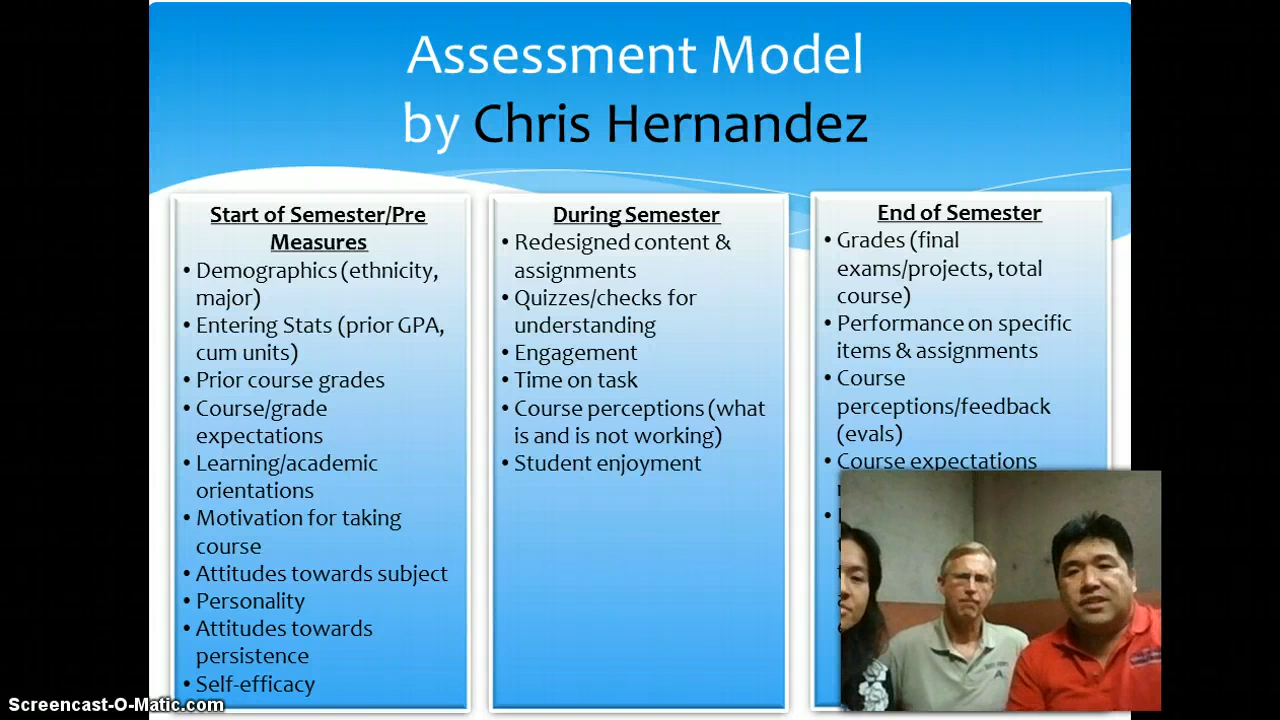 Assessment Model
by Chris Hernandez
Start of Semester/Pre
Measures
• Demographics (ethnicity,
major)
• Entering Stats (prior GPA,
cum units)
• Prior course grades
• Course/grade
expectations
• Learning/academic
orientations
• Motivation for taking
course
• Attitudes towards subject
• Personality
• Attitudes towards
persistence
• Self-efficacy
During Semester
• Redesigned content &
assignments
• Quizzes/checks for
understanding
• Engagement
• Time on task
• Course perceptions (what
is and is not working)
• Student enjoyment
End of Semester
• Grades (final
exams/projects, total
course)
• Performance on specific
items & assignments
• Course
perceptions/feedback
(evals)
• Course expectations
Screencast-O-Matic.com